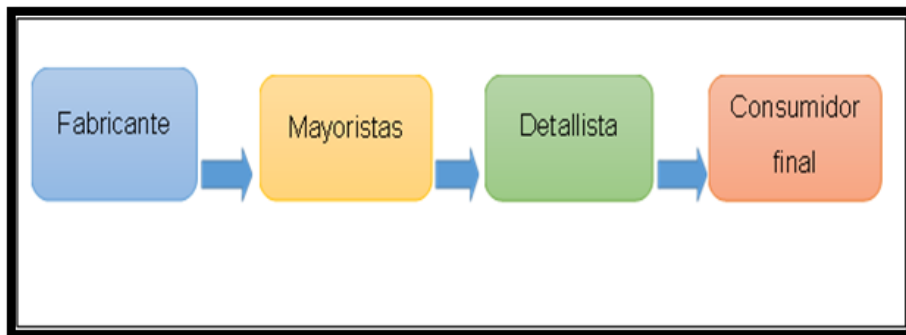 Fabricante
Mayoristas
Detallista
Consumidor
final